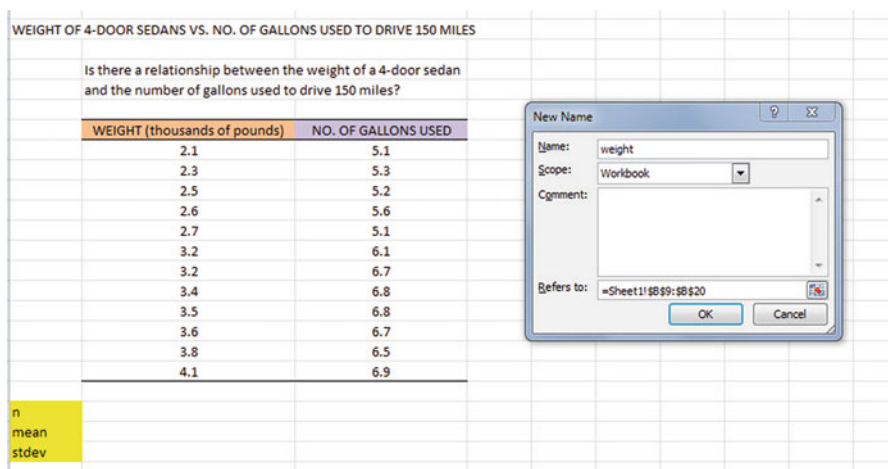 WEIGHT OF 4-DOOR SEDANS VS. NO. OF GALLONS USED TO DRIVE 150 MILES
Is there a relationship between the weight of a 4-door sedan
and the number of gallons used to drive 150 miles?
WEIGHT (thousands of pounds) NO. OF GALLONS USED
2.1 5.1
2.3 5.3
2.5 5.2
2.6 5.6
2.7 5.1
3.2 6.1
3.2 6.7
3.4 6.8
3.5 6.8
3.6 6.7
3.8 6.5
4.1 6.9
n
mean
stdev
New Name
Name: weight
Scope: Workbook
Comment:
Refers to: =Sheet1!$B$9:$B$20
OK Cancel